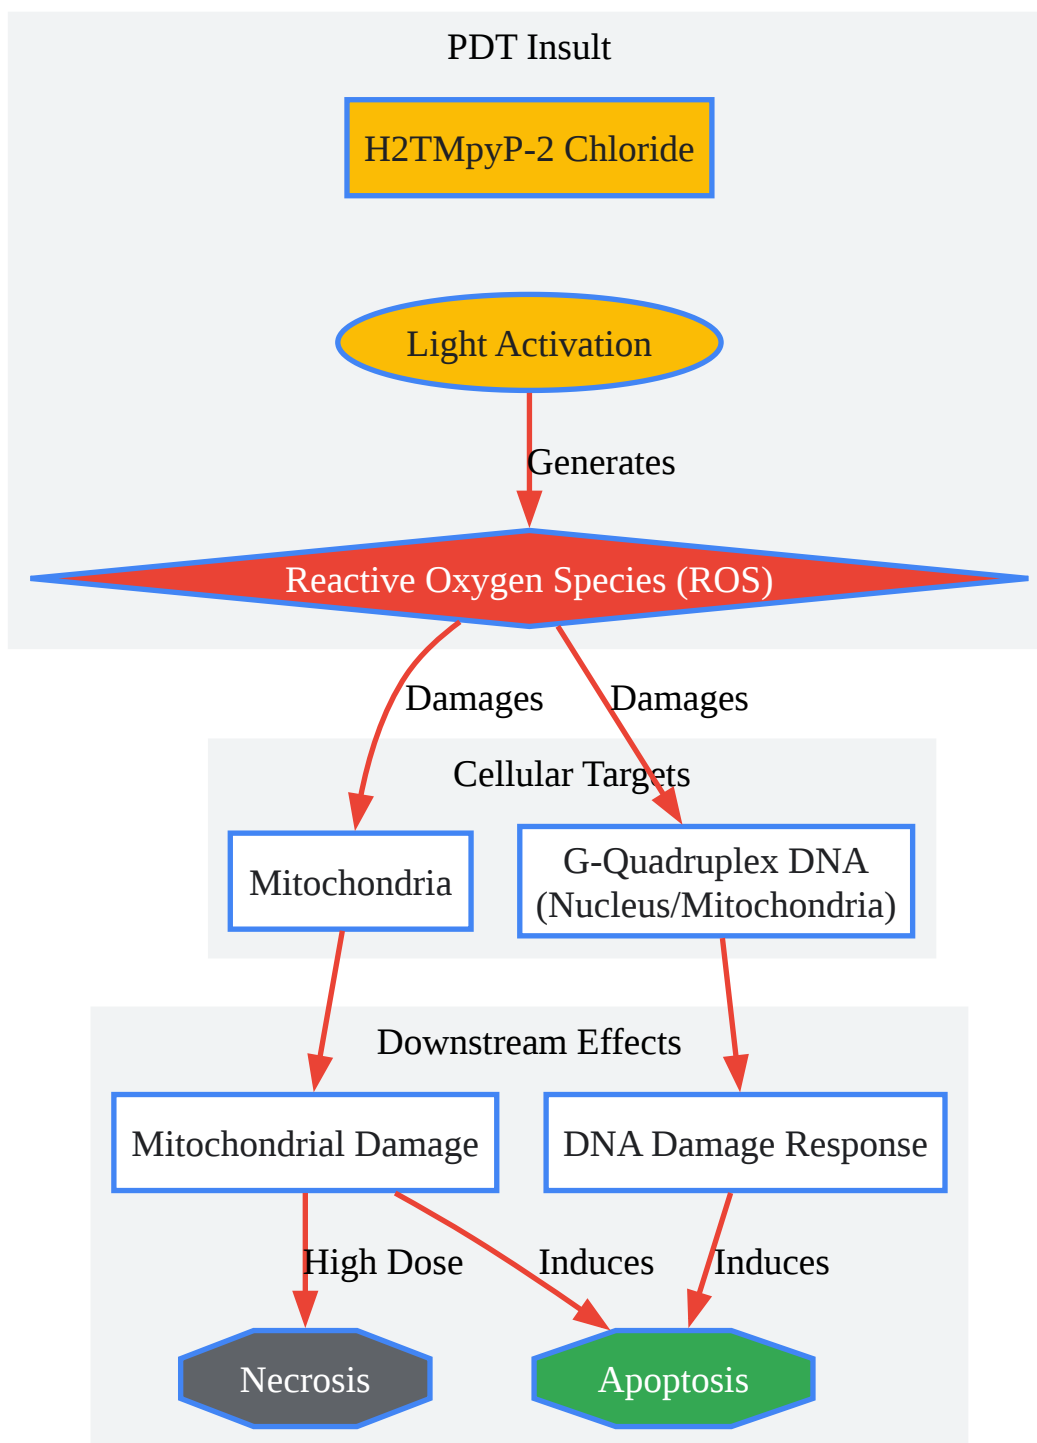 PDT Insult
H2TMpyP-2 Chloride
Light Activation
Generates
Reactive Oxygen Species (ROS)
Damages
Damages
Cellular Targets
Mitochondria
G-Quadruplex DNA
(Nucleus/Mitochondria)
Downstream Effects
Mitochondrial Damage
DNA Damage Response
High Dose
Induces
Induces
Necrosis
Apoptosis